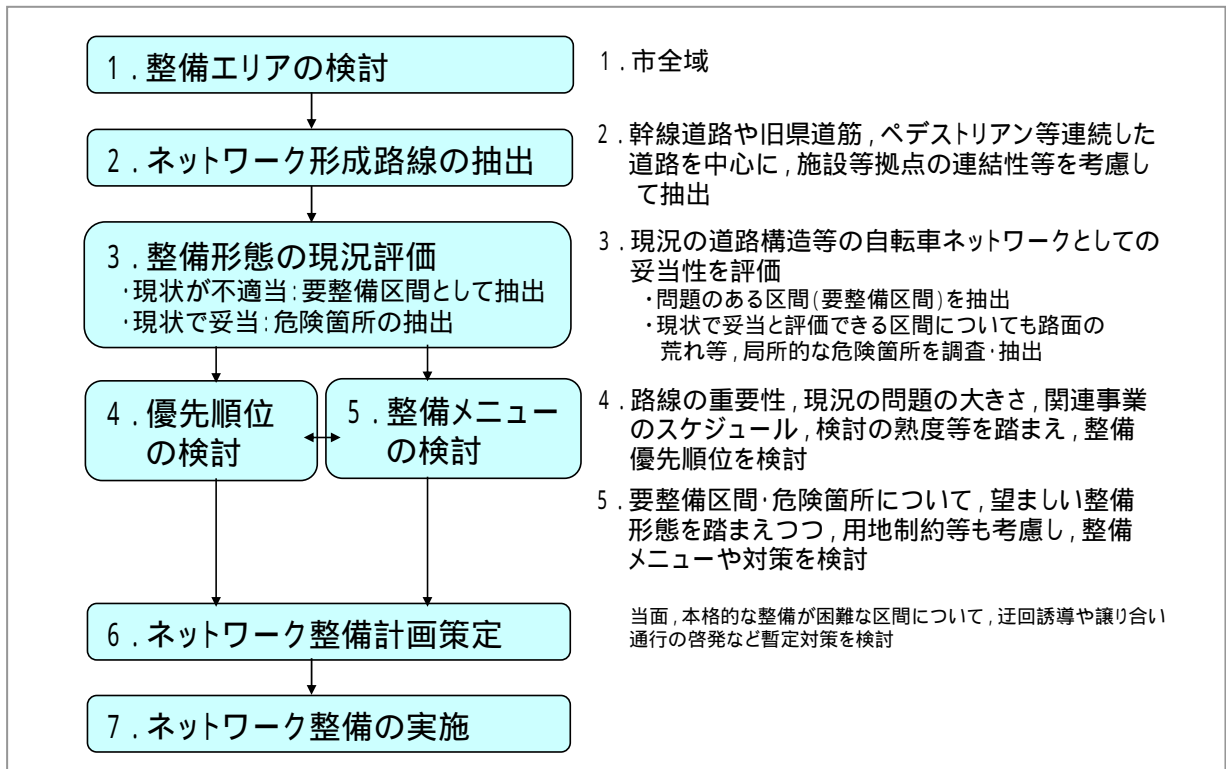 1．整備エリアの検討
1．市全域
2．ネットワーク形成路線の抽出
2．幹線道路や旧県道筋，ペデストリアン等連続した
道路を中心に，施設等拠点の連結性等を考慮し
て抽出
3．整備形態の現況評価
・現状が不適当：要整備区間として抽出
・現状で妥当：危険箇所の抽出
3．現況の道路構造等の自転車ネットワークとしての
妥当性を評価
・問題のある区間（要整備区間）を抽出
・現状で妥当と評価できる区間についても路面の
荒れ等，局所的な危険箇所を調査・抽出
4．優先順位
の検討
5．整備メニュー
の検討
4．路線の重要性，現況の問題の大きさ，関連事業
のスケジュール，検討の熟度等を踏まえ，整備
優先順位を検討
5．要整備区間・危険箇所について，望ましい整備
形態を踏まえつつ，用地制約等も考慮し，整備
メニューや対策を検討
当面，本格的な整備が困難な区間について，迂回誘導や譲り合い
通行の啓発など暫定対策を検討
6．ネットワーク整備計画策定
7．ネットワーク整備の実施